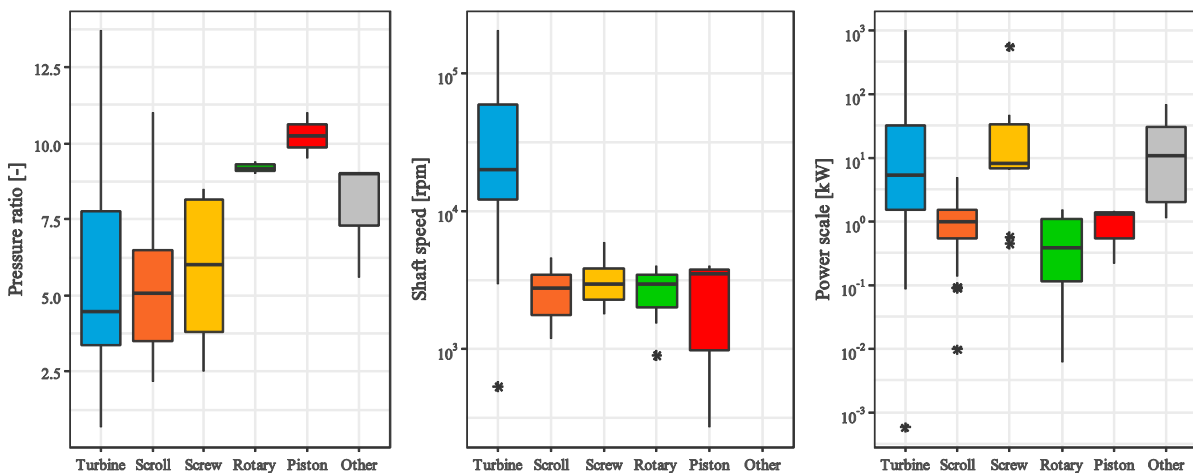 Pressure ratio [-]
12.5
10.0
7.5
5.0
2.5
Turbine Scroll Screw Rotary Piston Other
Shaft speed [rpm]
10^5
10^4
10^3
Turbine Scroll Screw Rotary Piston Other
Power scale [kW]
10^3
10^2
10^1
10^0
10^-1
10^-2
10^-3
Turbine Scroll Screw Rotary Piston Other